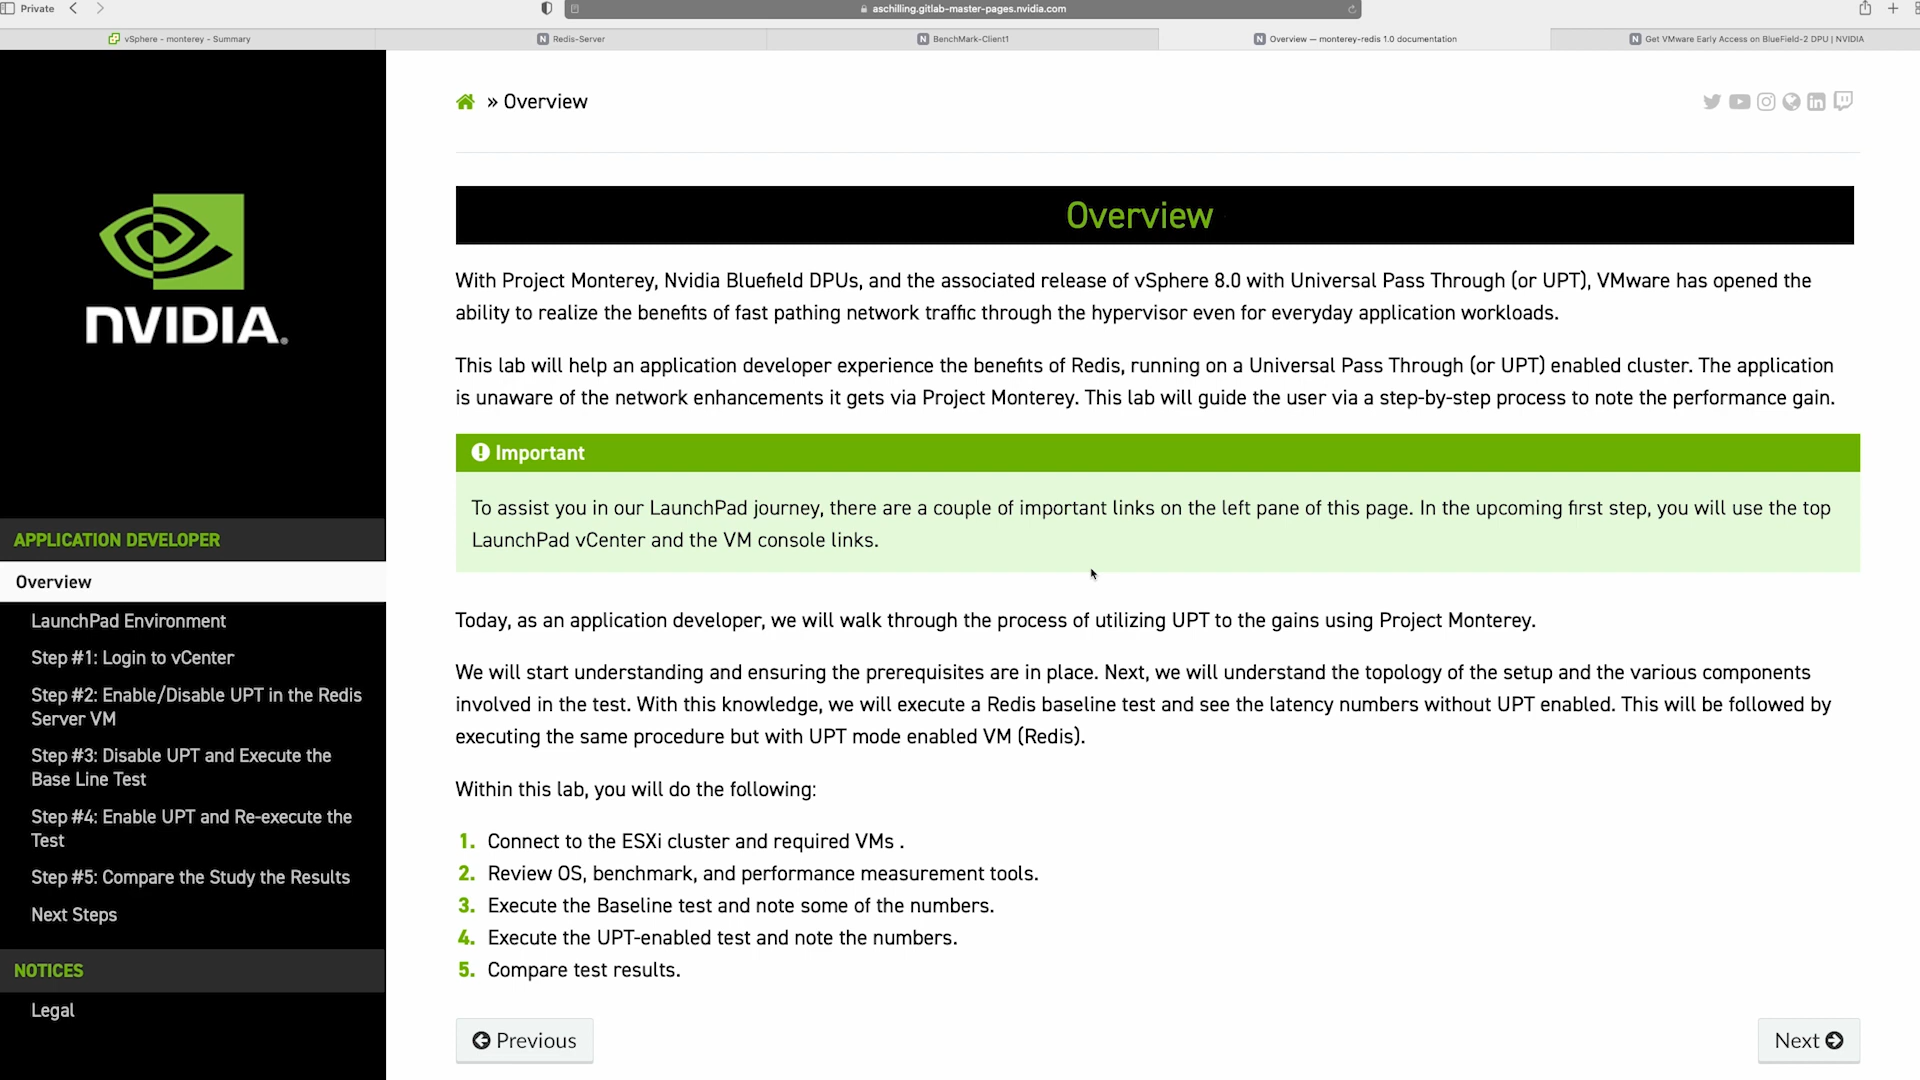 Private
aschilling.gitlab-master-pages.nvidia.com
vSphere - monterey - Summary
Redis-Server
BenchMark-Client1
Overview — monterey-redis 1.0 documentation
Get VMware Early Access on BlueField-2 DPU | NVIDIA
» Overview
NVIDIA.
Overview
With Project Monterey, Nvidia Bluefield DPUs, and the associated release of vSphere 8.0 with Universal Pass Through (or UPT), VMware has opened the
ability to realize the benefits of fast pathing network traffic through the hypervisor even for everyday application workloads.
This lab will help an application developer experience the benefits of Redis, running on a Universal Pass Through (or UPT) enabled cluster. The application
is unaware of the network enhancements it gets via Project Monterey. This lab will guide the user via a step-by-step process to note the performance gain.
Important
To assist you in our LaunchPad journey, there are a couple of important links on the left pane of this page. In the upcoming first step, you will use the top
LaunchPad vCenter and the VM console links.
Today, as an application developer, we will walk through the process of utilizing UPT to the gains using Project Monterey.
We will start understanding and ensuring the prerequisites are in place. Next, we will understand the topology of the setup and the various components
involved in the test. With this knowledge, we will execute a Redis baseline test and see the latency numbers without UPT enabled. This will be followed by
executing the same procedure but with UPT mode enabled VM (Redis).
Within this lab, you will do the following:
1. Connect to the ESXi cluster and required VMs .
2. Review OS, benchmark, and performance measurement tools.
3. Execute the Baseline test and note some of the numbers.
4. Execute the UPT-enabled test and note the numbers.
5. Compare test results.
Previous
Next
APPLICATION DEVELOPER
Overview
LaunchPad Environment
Step #1: Login to vCenter
Step #2: Enable/Disable UPT in the Redis
Server VM
Step #3: Disable UPT and Execute the
Base Line Test
Step #4: Enable UPT and Re-execute the
Test
Step #5: Compare the Study the Results
Next Steps
NOTICES
Legal